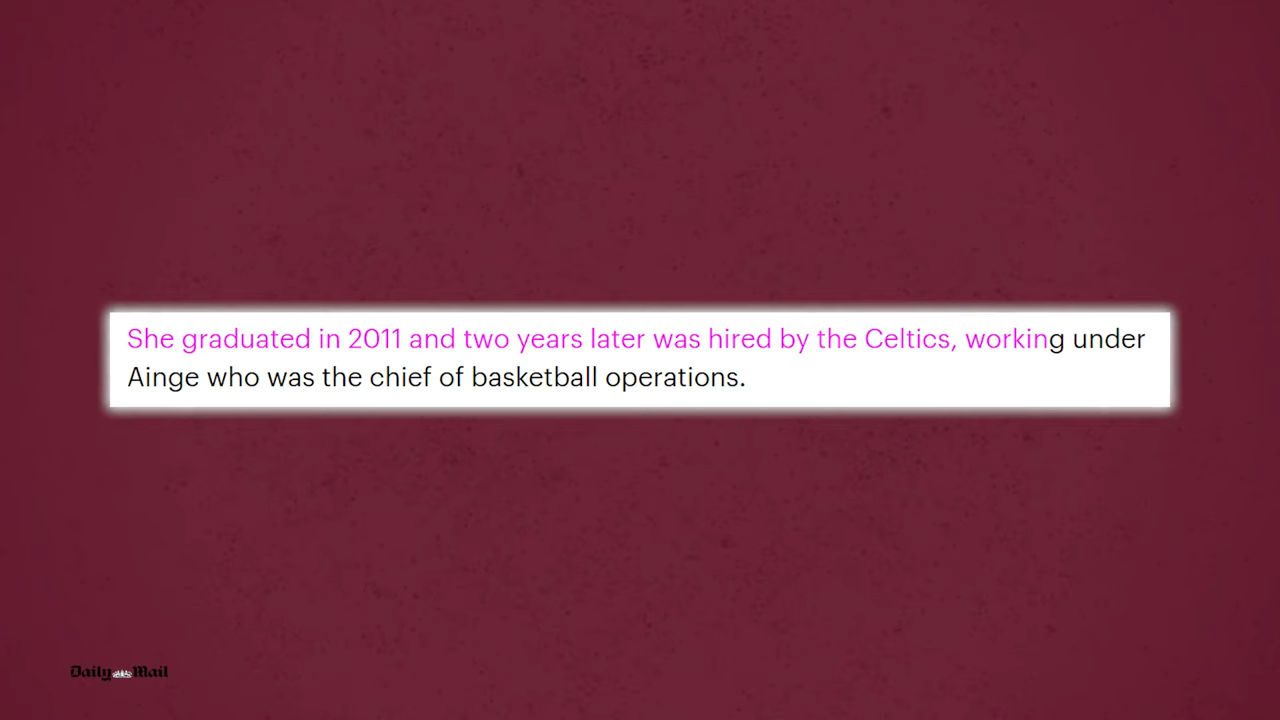 She graduated in 2011 and two years later was hired by the Celtics, working under
Ainge who was the chief of basketball operations.
Daily Mail